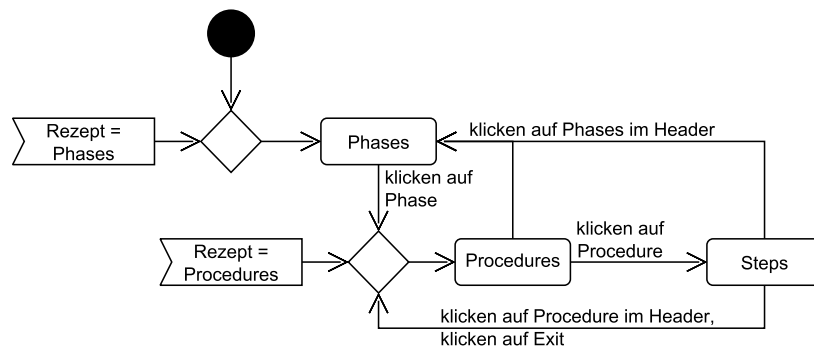 Rezept =
Phases
Phases
klicken auf Phases im Header
klicken auf
Phase
Rezept =
Procedures
Procedures
klicken auf
Procedure
Steps
klicken auf Procedure im Header,
klicken auf Exit